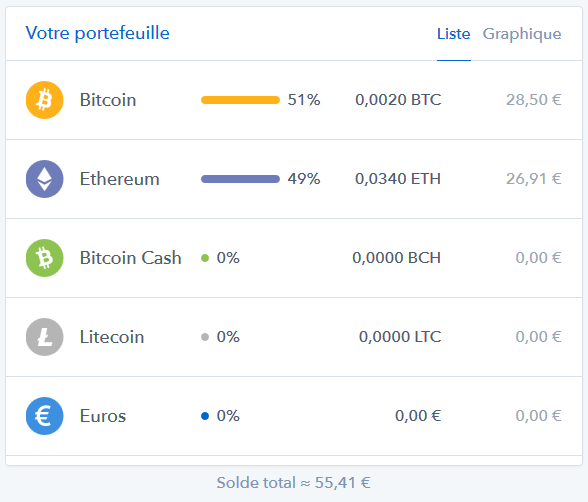 Votre portefeuille Liste Graphique
Bitcoin 51% 0,0020 BTC 28,50 €
Ethereum 49% 0,0340 ETH 26,91 €
Bitcoin Cash 0% 0,0000 BCH 0,00 €
Litecoin 0% 0,0000 LTC 0,00 €
Euros 0% 0,00 € 0,00 €
Solde total ≈ 55,41 €